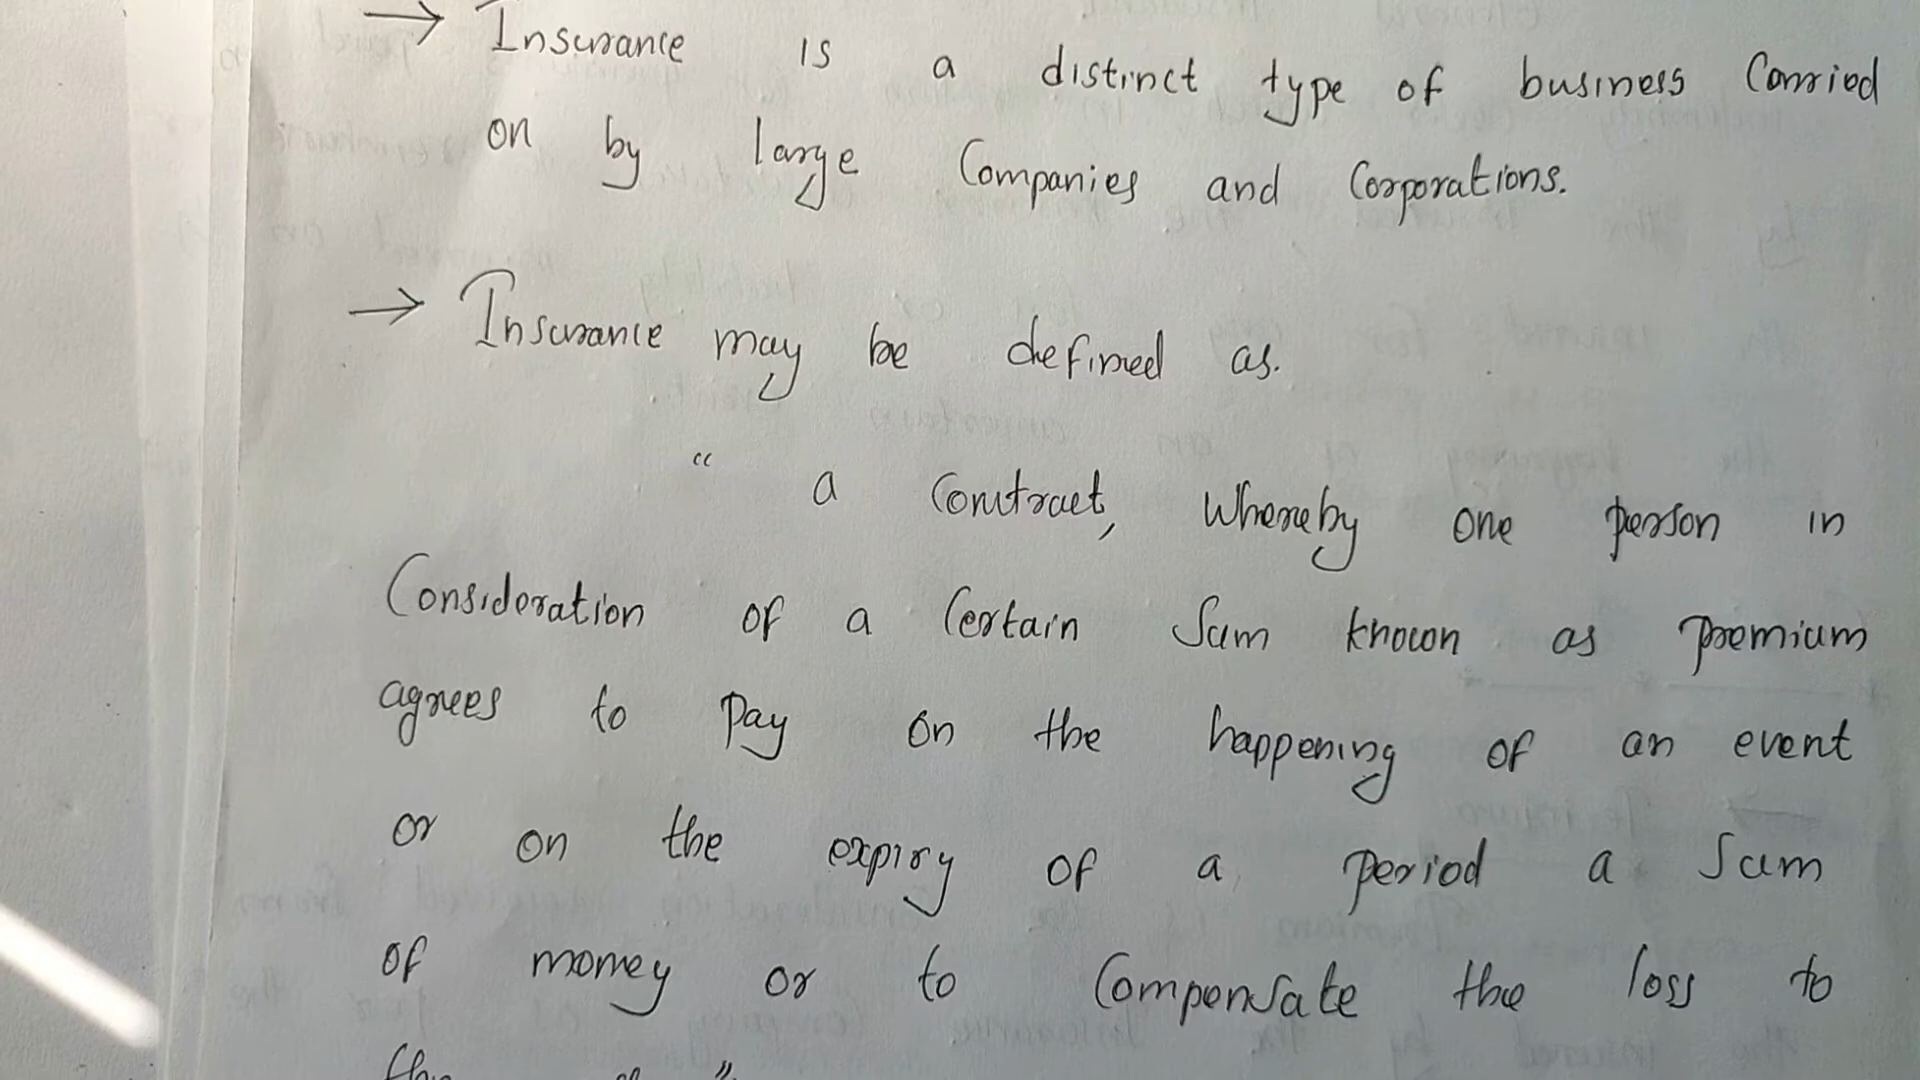 → Insurance is a distinct type of business Carried
on by large Companies and Corporations.
→ Insurance may be defined as.
“ a Contract, Whereby one person in
Consideration of a Certain Sum known as premium
agrees to pay on the happening of an event
or on the expiry of a period a Sum
of money or to Compensate the loss to